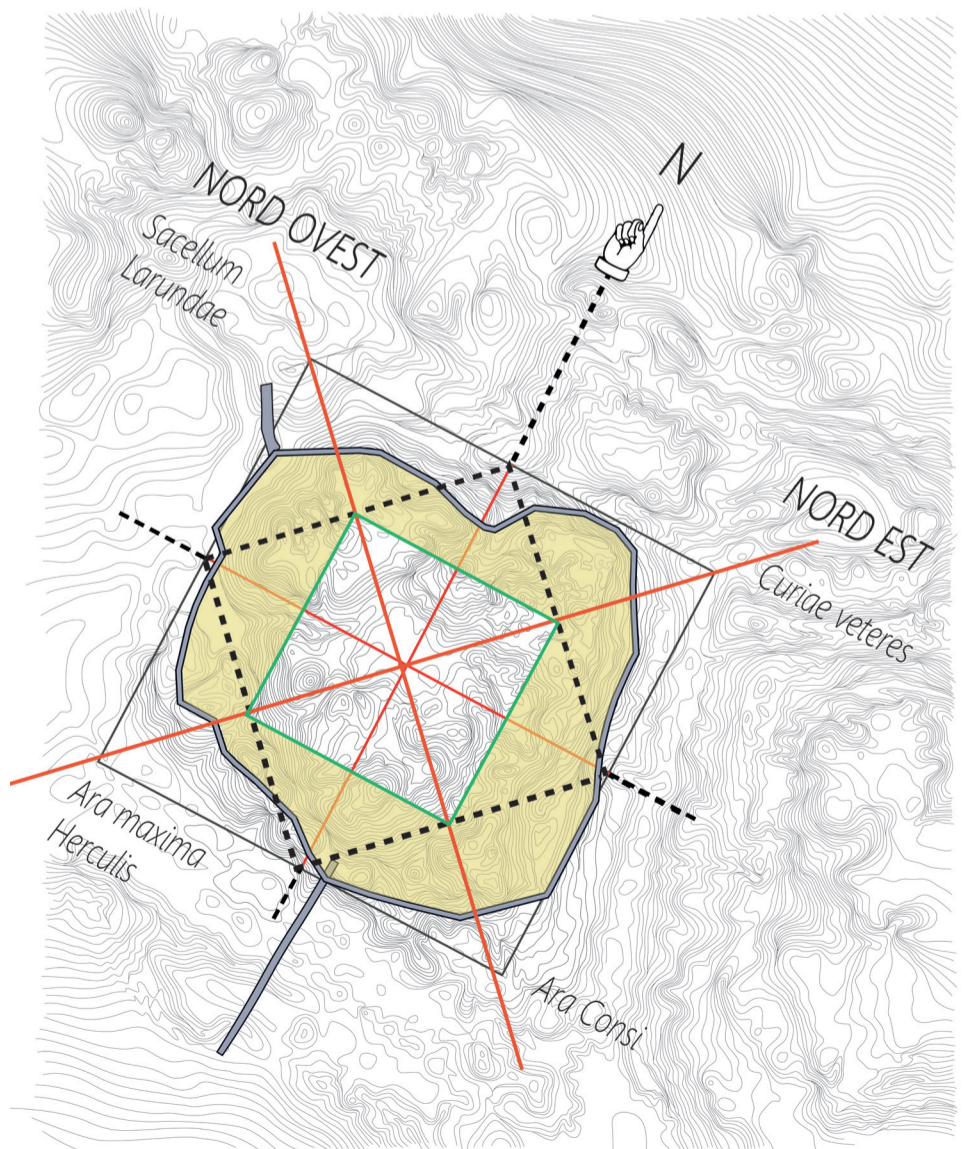 N
NORD OVEST
Sacellum
Larundae
NORD EST
Curiae veteres
Ara maxima
Herculis
Ara Consi